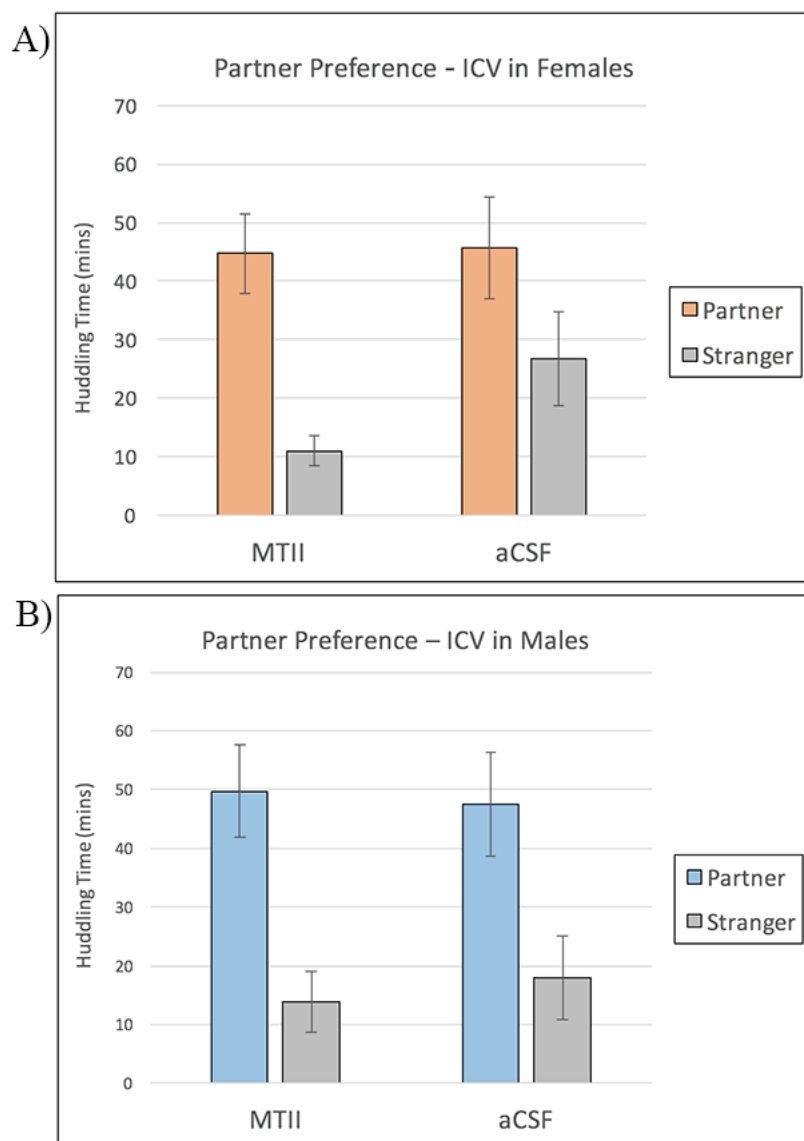 A)
Partner Preference - ICV in Females
70
60
50
40
30
20
10
0
Huddling Time (mins)
MTII
aCSF
Partner
Stranger
B)
Partner Preference – ICV in Males
70
60
50
40
30
20
10
0
Huddling Time (mins)
MTII
aCSF
Partner
Stranger